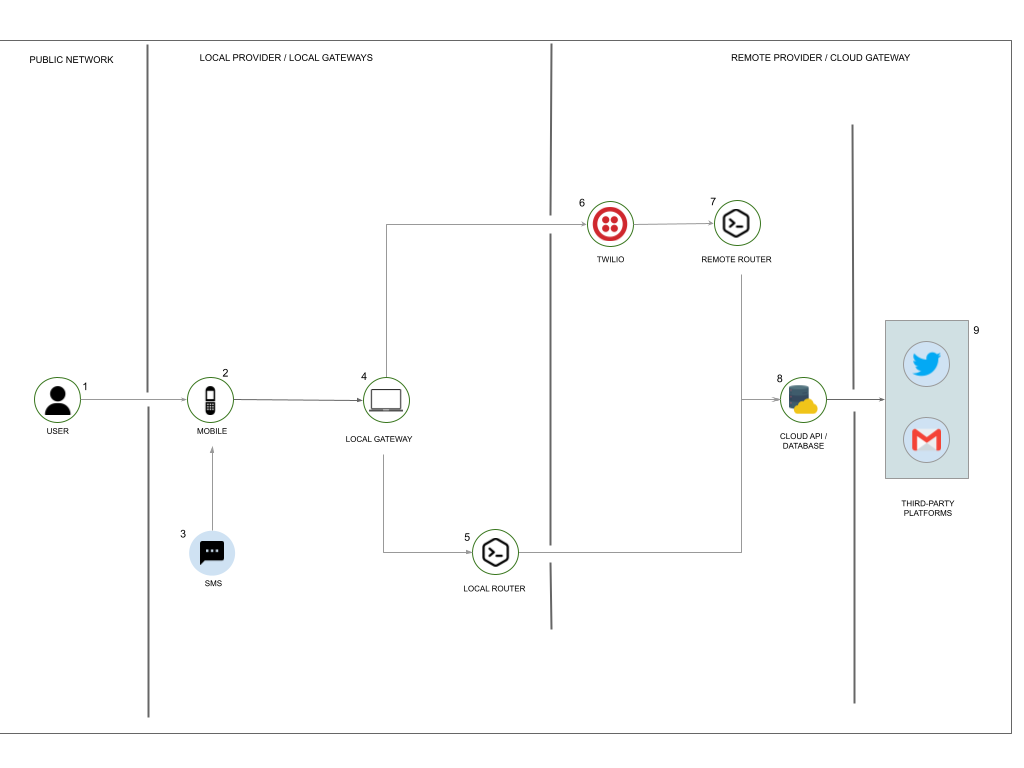 PUBLIC NETWORK
LOCAL PROVIDER / LOCAL GATEWAYS
REMOTE PROVIDER / CLOUD GATEWAY
6
7
TWILIO
REMOTE ROUTER
9
1
2
4
8
USER
MOBILE
LOCAL GATEWAY
CLOUD API /
DATABASE
THIRD-PARTY
PLATFORMS
3
5
SMS
LOCAL ROUTER